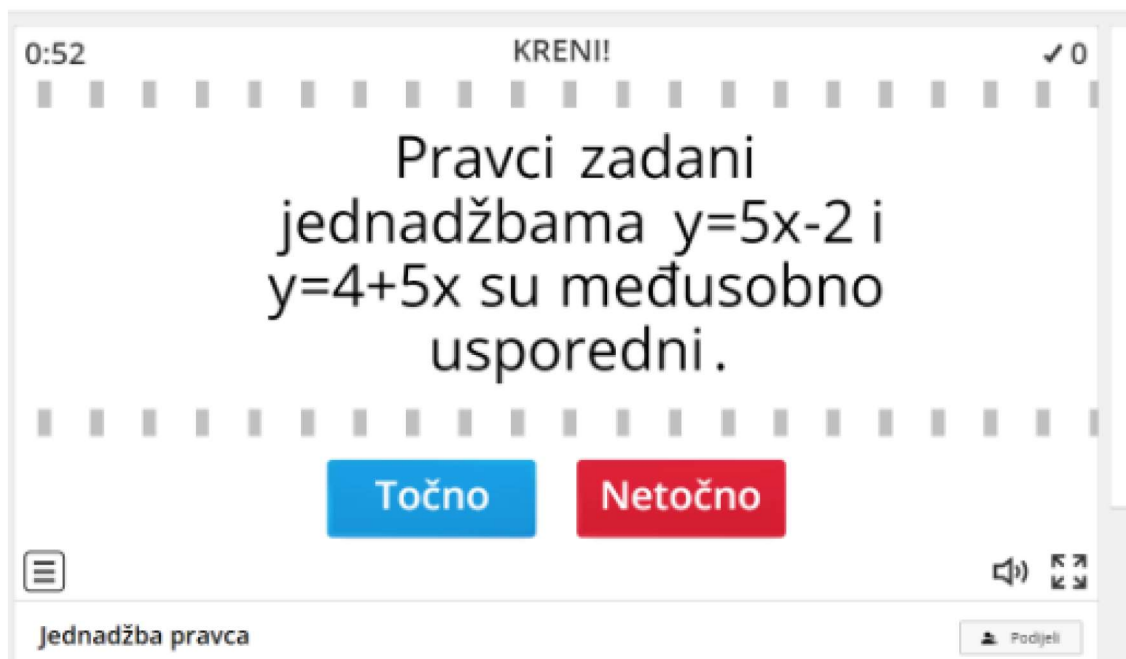 0:52 KRENI! ✓ 0
Pravci zadani
jednadžbama y=5x-2 i
y=4+5x su međusobno
usporedni.
Točno Netočno
Jednadžba pravca Podijeli